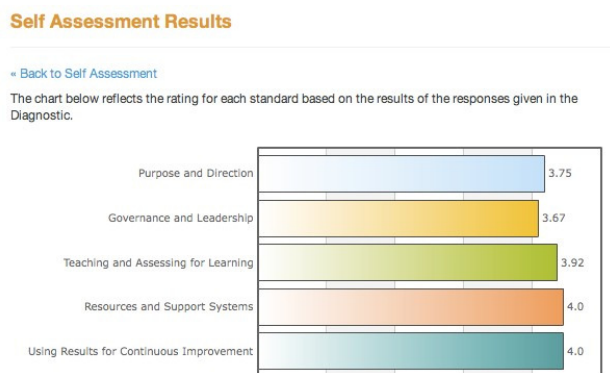 Self Assessment Results
« Back to Self Assessment
The chart below reflects the rating for each standard based on the results of the responses given in the
Diagnostic.
Purpose and Direction 3.75
Governance and Leadership 3.67
Teaching and Assessing for Learning 3.92
Resources and Support Systems 4.0
Using Results for Continuous Improvement 4.0